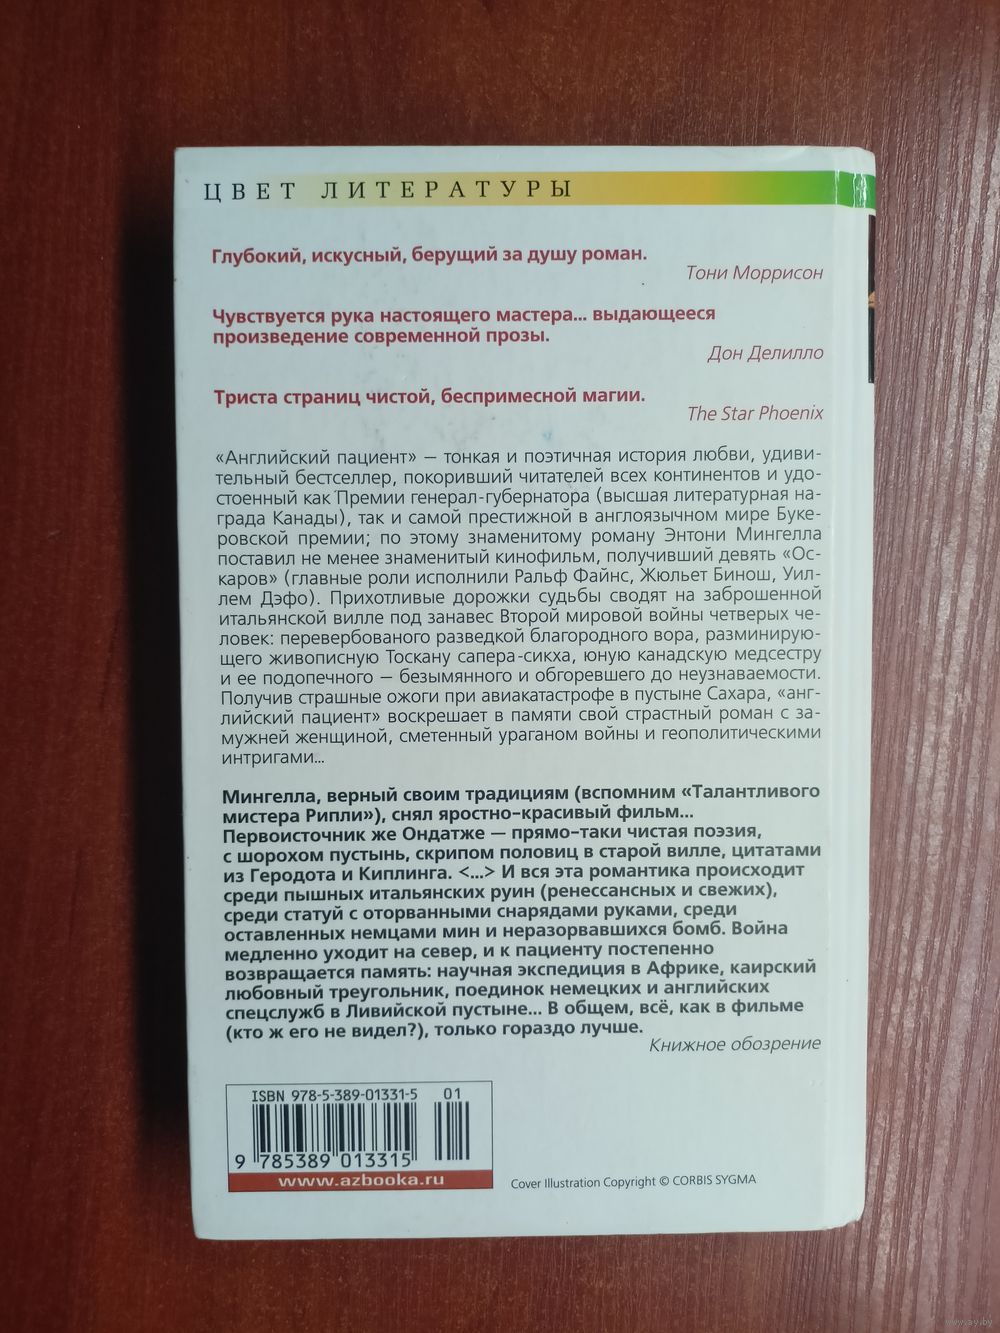 ЦВЕТ ЛИТЕРАТУРЫ
Глубокий, искусный, берущий за душу роман.
Тони Моррисон
Чувствуется рука настоящего мастера... выдающееся
произведение современной прозы.
Дон Делилло
Триста страниц чистой, беспримесной магии.
The Star Phoenix
«Английский пациент» — тонкая и поэтичная история любви, удиви-
тельный бестселлер, покоривший читателей всех континентов и удо-
стоенный как Премии генерал-губернатора (высшая литературная на-
града Канады), так и самой престижной в англоязычном мире Буке-
ровской премии; по этому знаменитому роману Энтони Мингелла
поставил не менее знаменитый кинофильм, получивший девять «Ос-
каров» (главные роли исполнили Ральф Файнс, Жюльет Бинош, Уил-
лем Дэфо). Прихотливые дорожки судьбы сводят на заброшенной
итальянской вилле под занавес Второй мировой войны четверых че-
ловек: перевербованого разведкой благородного вора, разминирую-
щего живописную Тоскану сапера-сикха, юную канадскую медсестру
и ее подопечного — безымянного и обгоревшего до неузнаваемости.
Получив страшные ожоги при авиакатастрофе в пустыне Сахара, «анг-
лийский пациент» воскрешает в памяти свой страстный роман с за-
мужней женщиной, сметенный ураганом войны и геополитическими
интригами...
Мингелла, верный своим традициям (вспомним «Талантливого
мистера Рипли»), снял яростно-красивый фильм...
Первоисточник же Ондатже — прямо-таки чистая поэзия,
с шорохом пустынь, скрипом половиц в старой вилле, цитатами
из Геродота и Киплинга. <...> И вся эта романтика происходит
среди пышных итальянских руин (ренессансных и свежих),
среди статуй с оторванными снарядами руками, среди
оставленных немцами мин и неразорвавшихся бомб. Война
медленно уходит на север, и к пациенту постепенно
возвращается память: научная экспедиция в Африке, каирский
любовный треугольник, поединок немецких и английских
спецслужб в Ливийской пустыне... В общем, всё, как в фильме
(кто ж его не видел?), только гораздо лучше.
Книжное обозрение
ISBN 978-5-389-01331-5 01
9 785389 013315
www.azbooka.ru
Cover Illustration Copyright © CORBIS SYGMA
www.ay.by